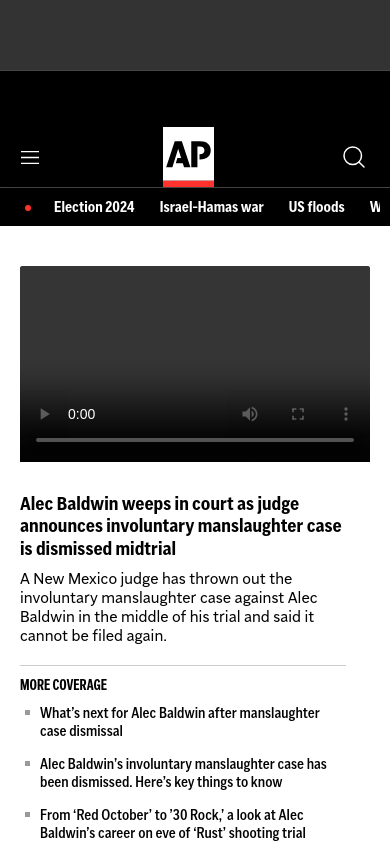 AP
Election 2024 Israel-Hamas war US floods
0:00
Alec Baldwin weeps in court as judge
announces involuntary manslaughter case
is dismissed midtrial
A New Mexico judge has thrown out the
involuntary manslaughter case against Alec
Baldwin in the middle of his trial and said it
cannot be filed again.
MORE COVERAGE
What’s next for Alec Baldwin after manslaughter
case dismissal
Alec Baldwin’s involuntary manslaughter case has
been dismissed. Here’s key things to know
From ‘Red October’ to ’30 Rock,’ a look at Alec
Baldwin’s career on eve of ‘Rust’ shooting trial